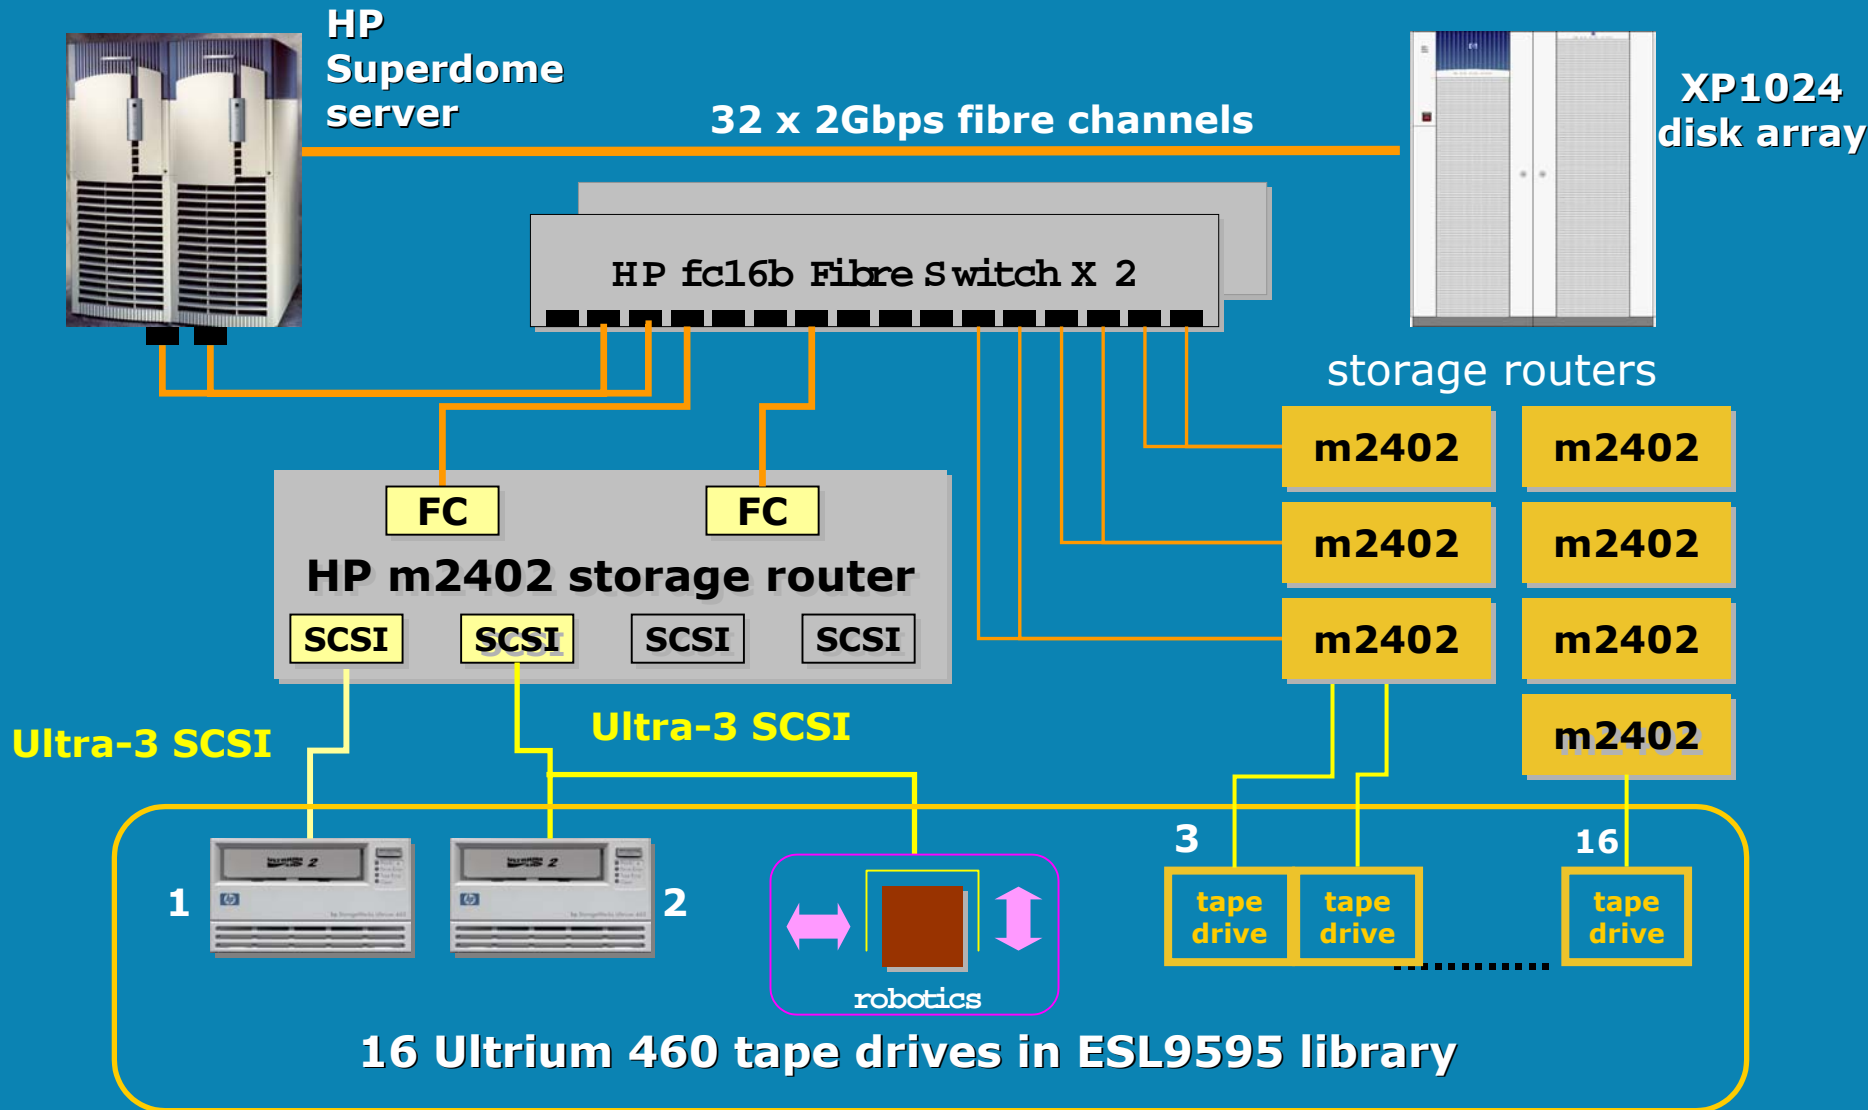 HP
Superdome
server
32 x 2Gbps fibre channels
XP1024
disk array
HP fc16b Fibre Switch X 2
storage routers
m2402
m2402
FC
FC
m2402
m2402
HP m2402 storage router
SCSI
SCSI
SCSI
SCSI
m2402
m2402
m2402
Ultra-3 SCSI
Ultra-3 SCSI
1
2
3
16
tape
drive
tape
drive
tape
drive
robotics
16 Ultrium 460 tape drives in ESL9595 library